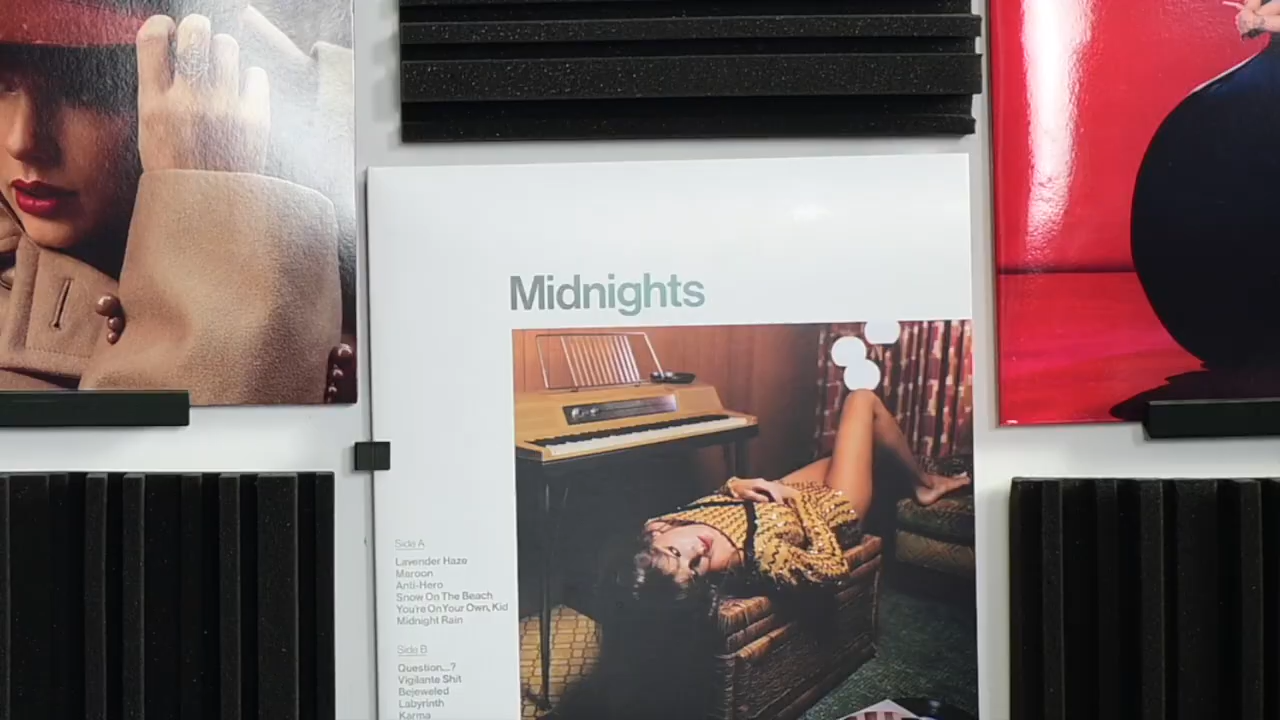 Midnights
Side A
Lavender Haze
Maroon
Anti-Hero
Snow On The Beach
You're On Your Own, Kid
Midnight Rain
Side B
Question...?
Vigilante Shit
Bejeweled
Labyrinth
Karma